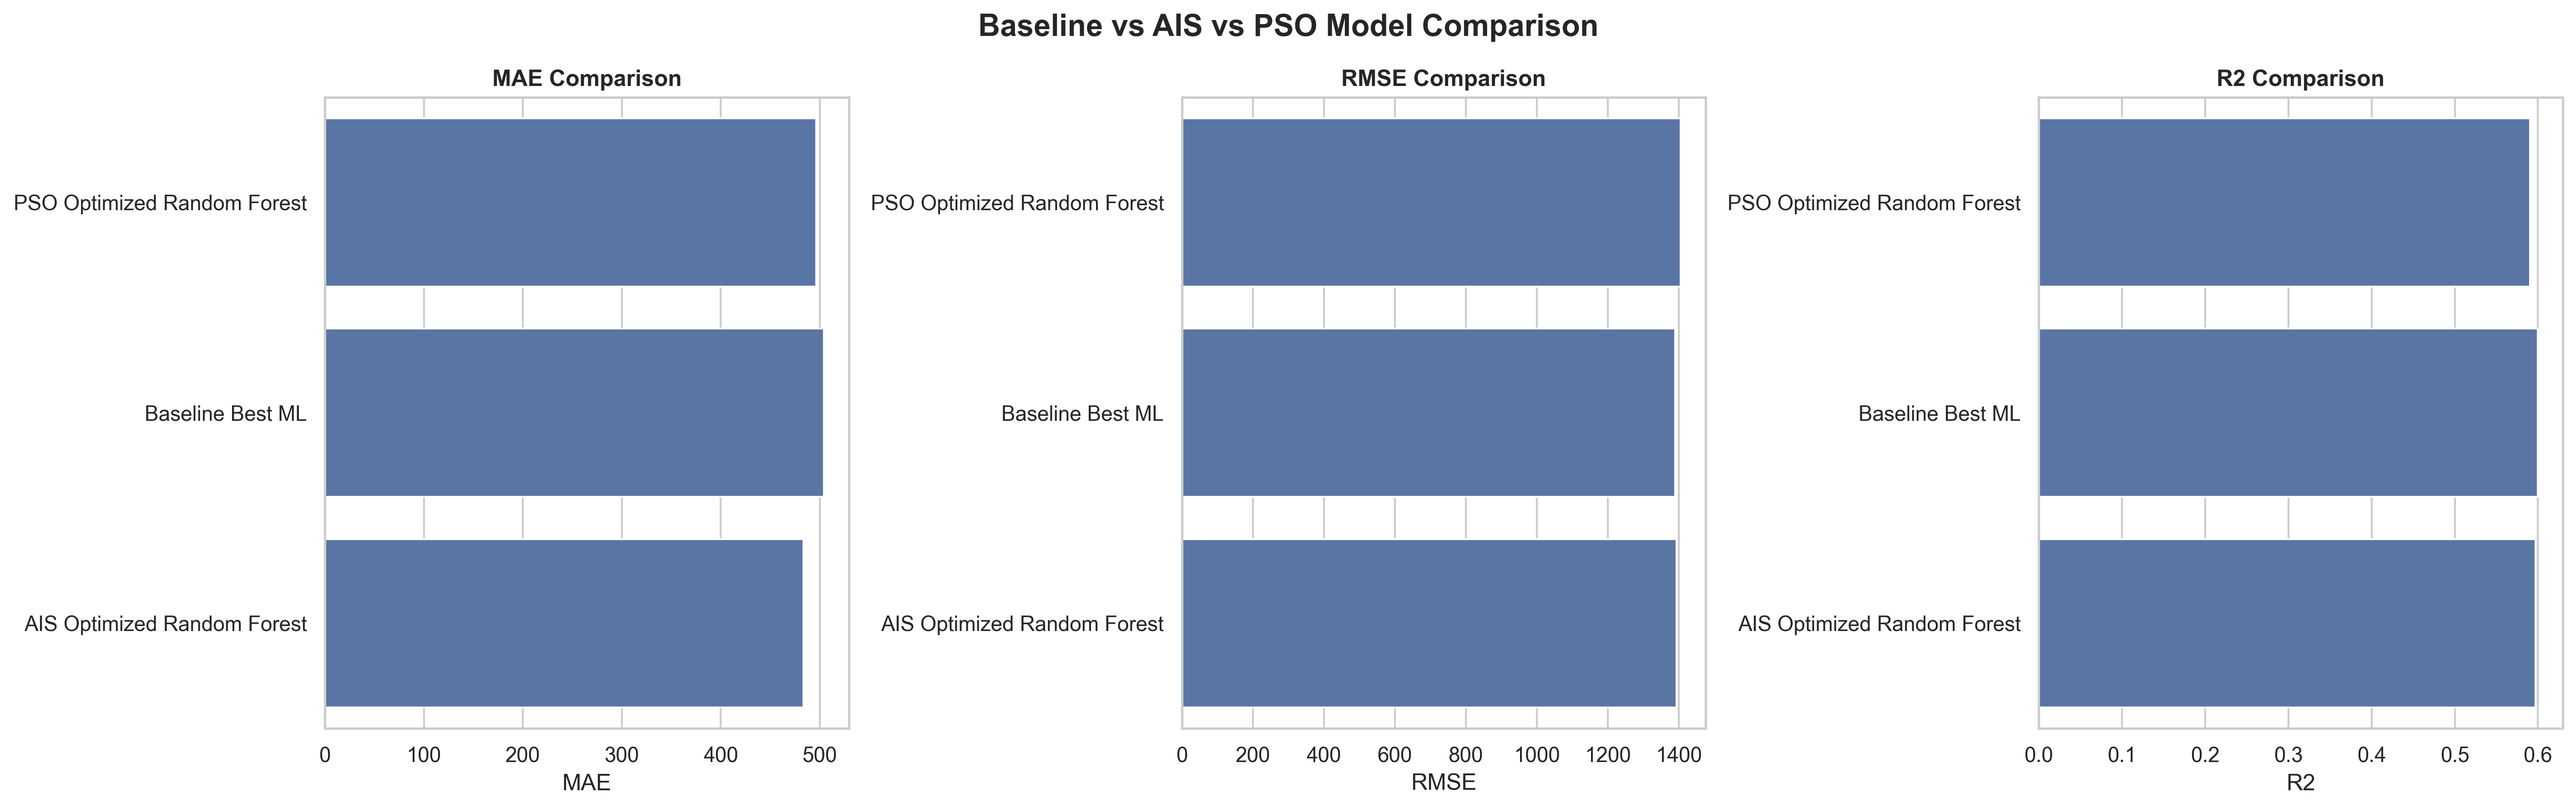 Baseline vs AIS vs PSO Model Comparison
MAE Comparison
PSO Optimized Random Forest
Baseline Best ML
AIS Optimized Random Forest
0 100 200 300 400 500
MAE
RMSE Comparison
PSO Optimized Random Forest
Baseline Best ML
AIS Optimized Random Forest
0 200 400 600 800 1000 1200 1400
RMSE
R2 Comparison
PSO Optimized Random Forest
Baseline Best ML
AIS Optimized Random Forest
0.0 0.1 0.2 0.3 0.4 0.5 0.6
R2